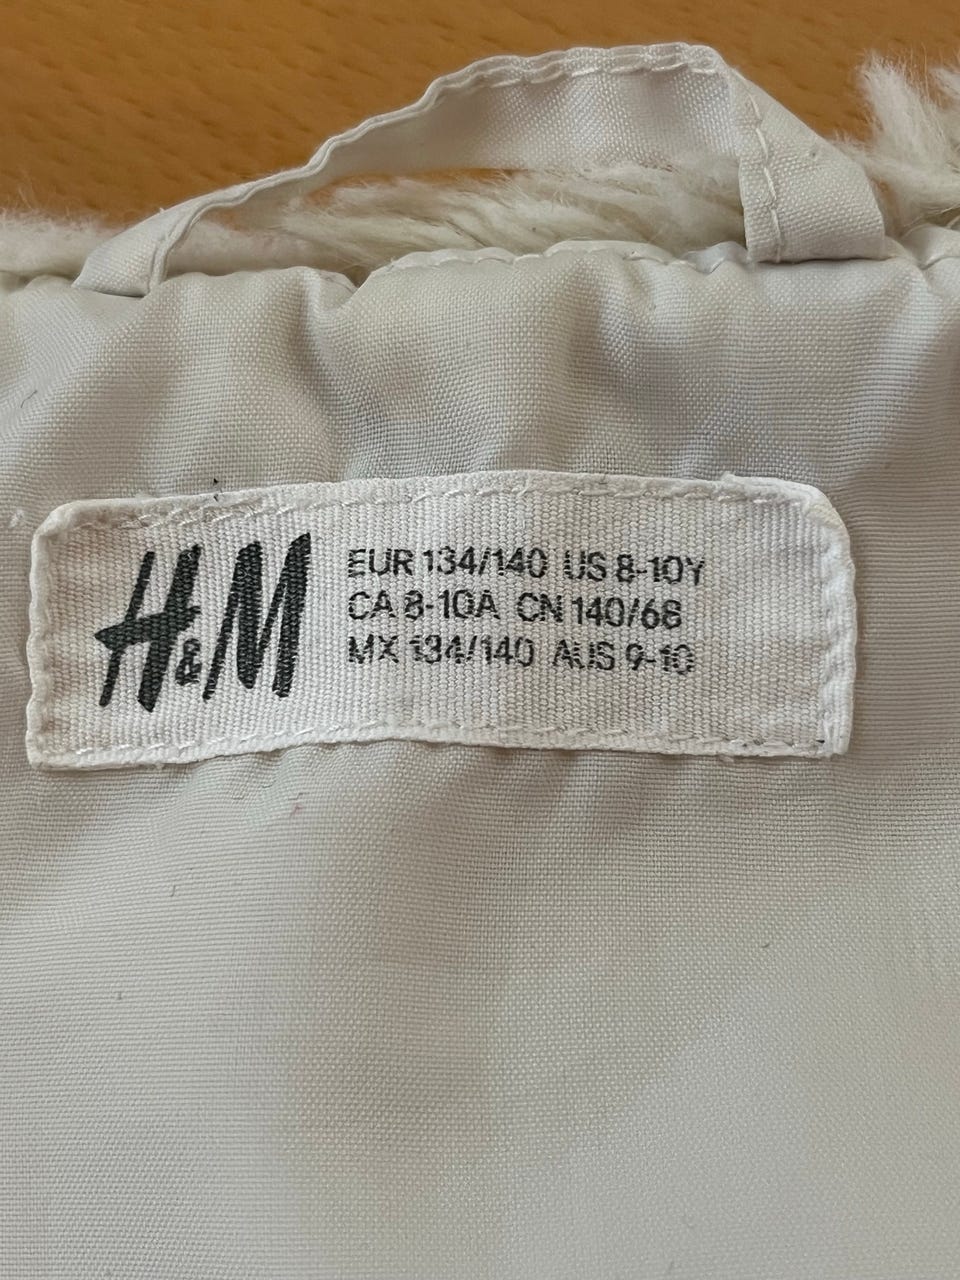 H&M
EUR 134/140 US 8-10Y
CA 8-10A CN 140/68
MX 134/140 AUS 9-10